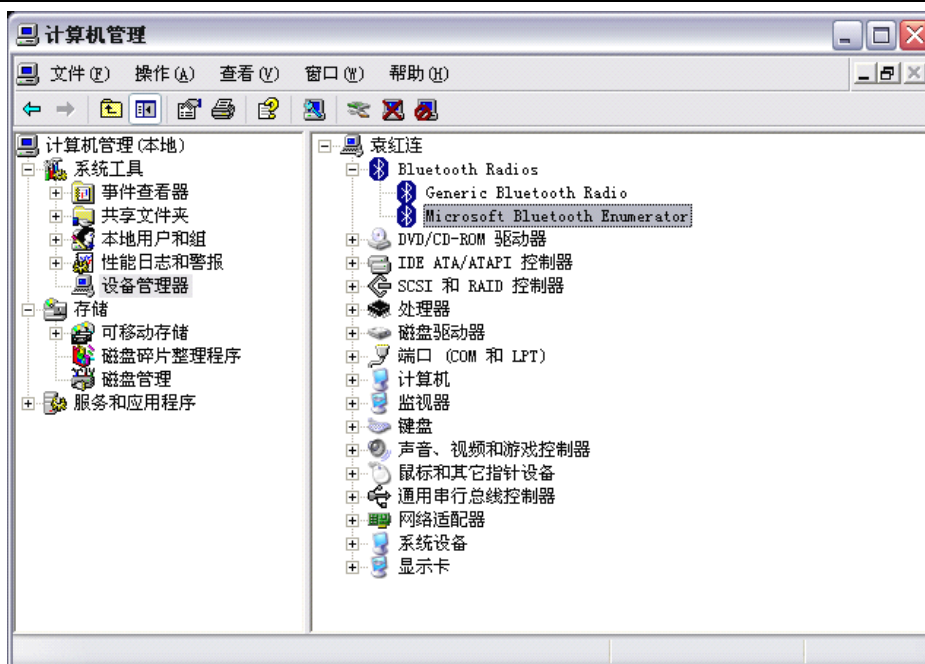 计算机管理
文件(F) 操作(A) 查看(V) 窗口(W) 帮助(H)
计算机管理(本地)
系统工具
事件查看器
共享文件夹
本地用户和组
性能日志和警报
设备管理器
存储
可移动存储
磁盘碎片整理程序
磁盘管理
服务和应用程序
袁红连
Bluetooth Radios
Generic Bluetooth Radio
Microsoft Bluetooth Enumerator
DVD/CD-ROM 驱动器
IDE ATA/ATAPI 控制器
SCSI 和 RAID 控制器
处理器
磁盘驱动器
端口 (COM 和 LPT)
计算机
监视器
键盘
声音、视频和游戏控制器
鼠标和其它指针设备
通用串行总线控制器
网络适配器
系统设备
显示卡